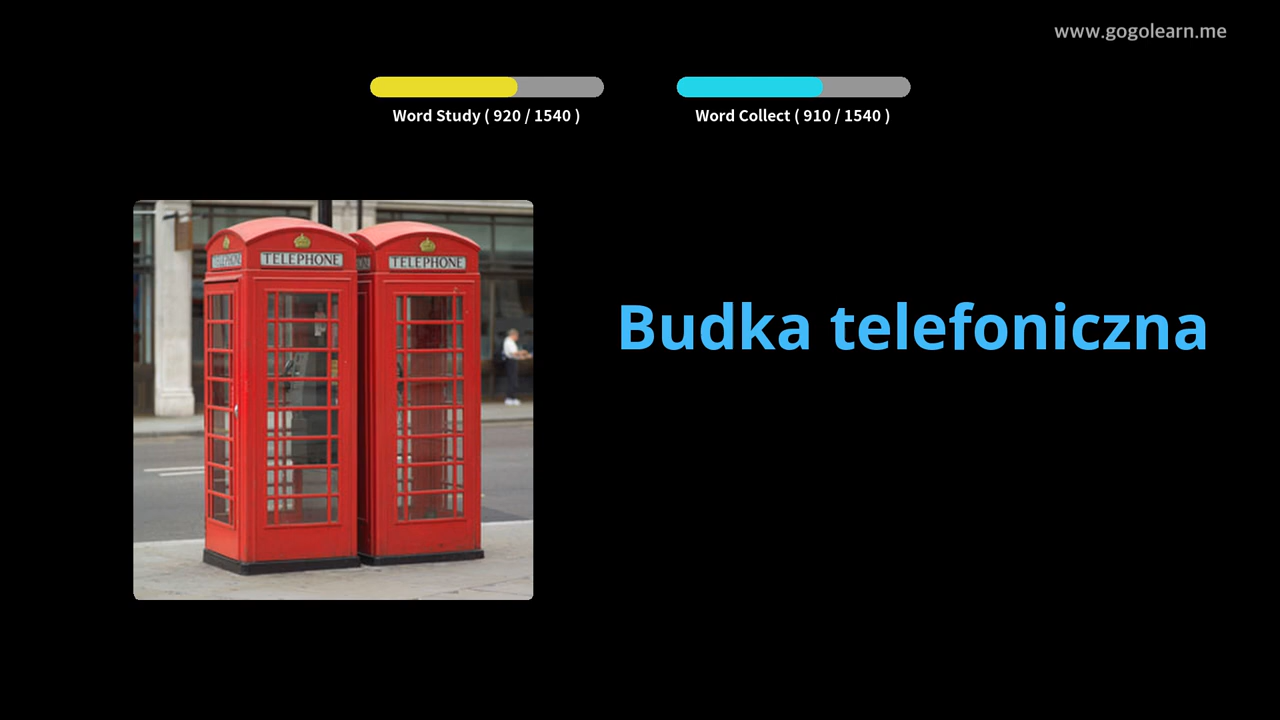 www.gogolearn.me
Word Study ( 920 / 1540 )
Word Collect ( 910 / 1540 )
TELEPHONE
TELEPHONE
Budka telefoniczna